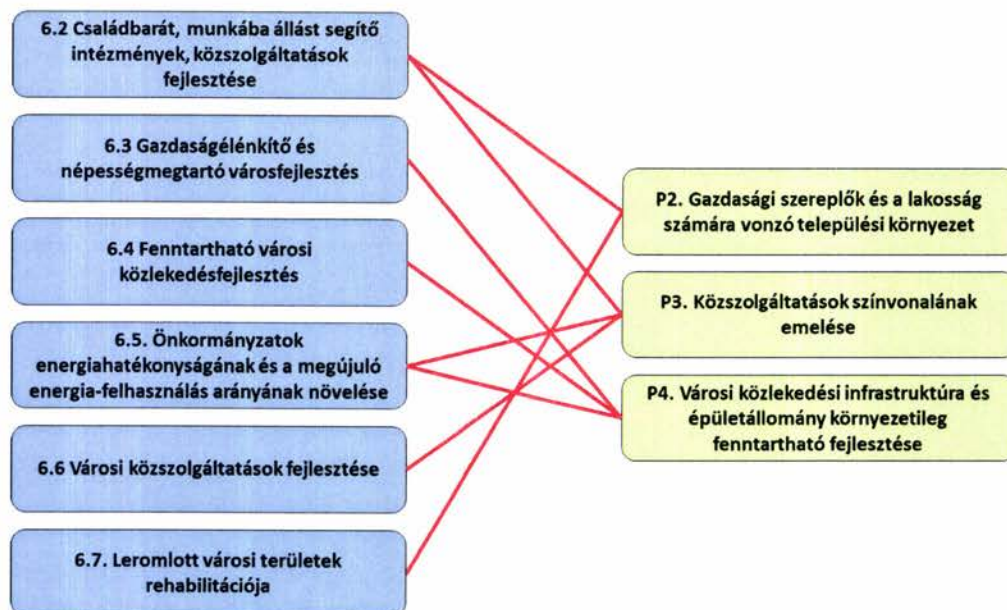 6.2 Családbarát, munkába állást segítő
intézmények, közszolgáltatások
fejlesztése
6.3 Gazdaságélénkítő és
népességmegtartó városfejlesztés
6.4 Fenntartható városi
közlekedésfejlesztés
6.5. Önkormányzatok
energiahatékonyságának és a megújuló
energia-felhasználás arányának növelése
6.6 Városi közszolgáltatások fejlesztése
6.7. Leromlott városi területek
rehabilitációja
P2. Gazdasági szereplők és a lakosság
számára vonzó települési környezet
P3. Közszolgáltatások színvonalának
emelése
P4. Városi közlekedési infrastruktúra és
épületállomány környezetileg
fenntartható fejlesztése